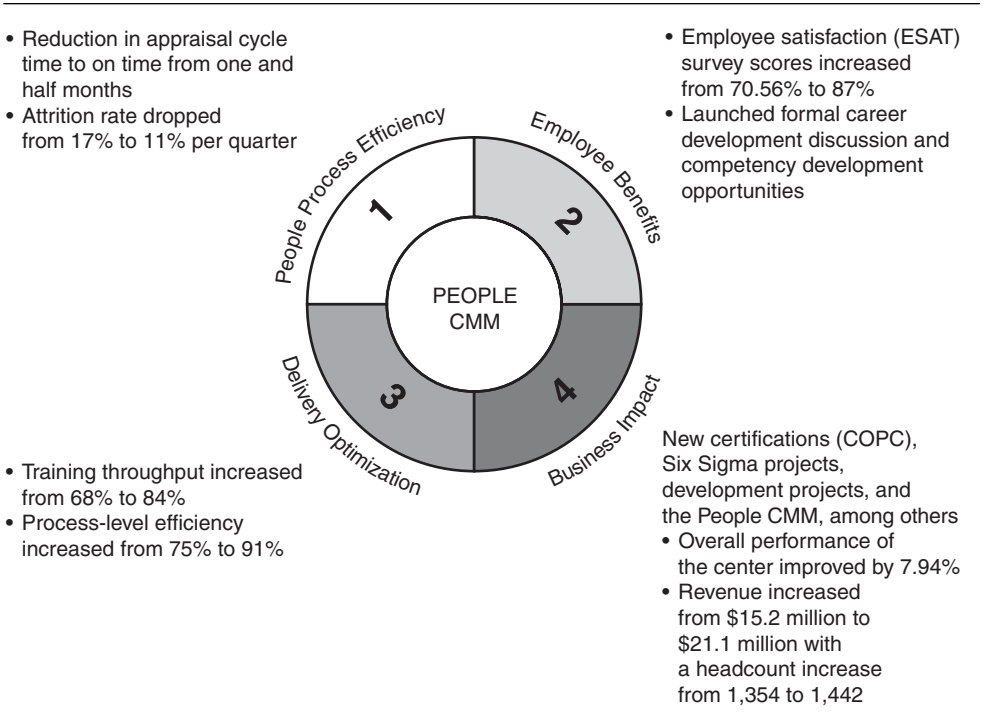 • Reduction in appraisal cycle
time to on time from one and
half months
• Attrition rate dropped
from 17% to 11% per quarter
• Employee satisfaction (ESAT)
survey scores increased
from 70.56% to 87%
• Launched formal career
development discussion and
competency development
opportunities
People Process Efficiency
1
Employee Benefits
2
PEOPLE
CMM
Delivery Optimization
3
Business Impact
4
• Training throughput increased
from 68% to 84%
• Process-level efficiency
increased from 75% to 91%
New certifications (COPC),
Six Sigma projects,
development projects, and
the People CMM, among others
• Overall performance of
the center improved by 7.94%
• Revenue increased
from $15.2 million to
$21.1 million with
a headcount increase
from 1,354 to 1,442